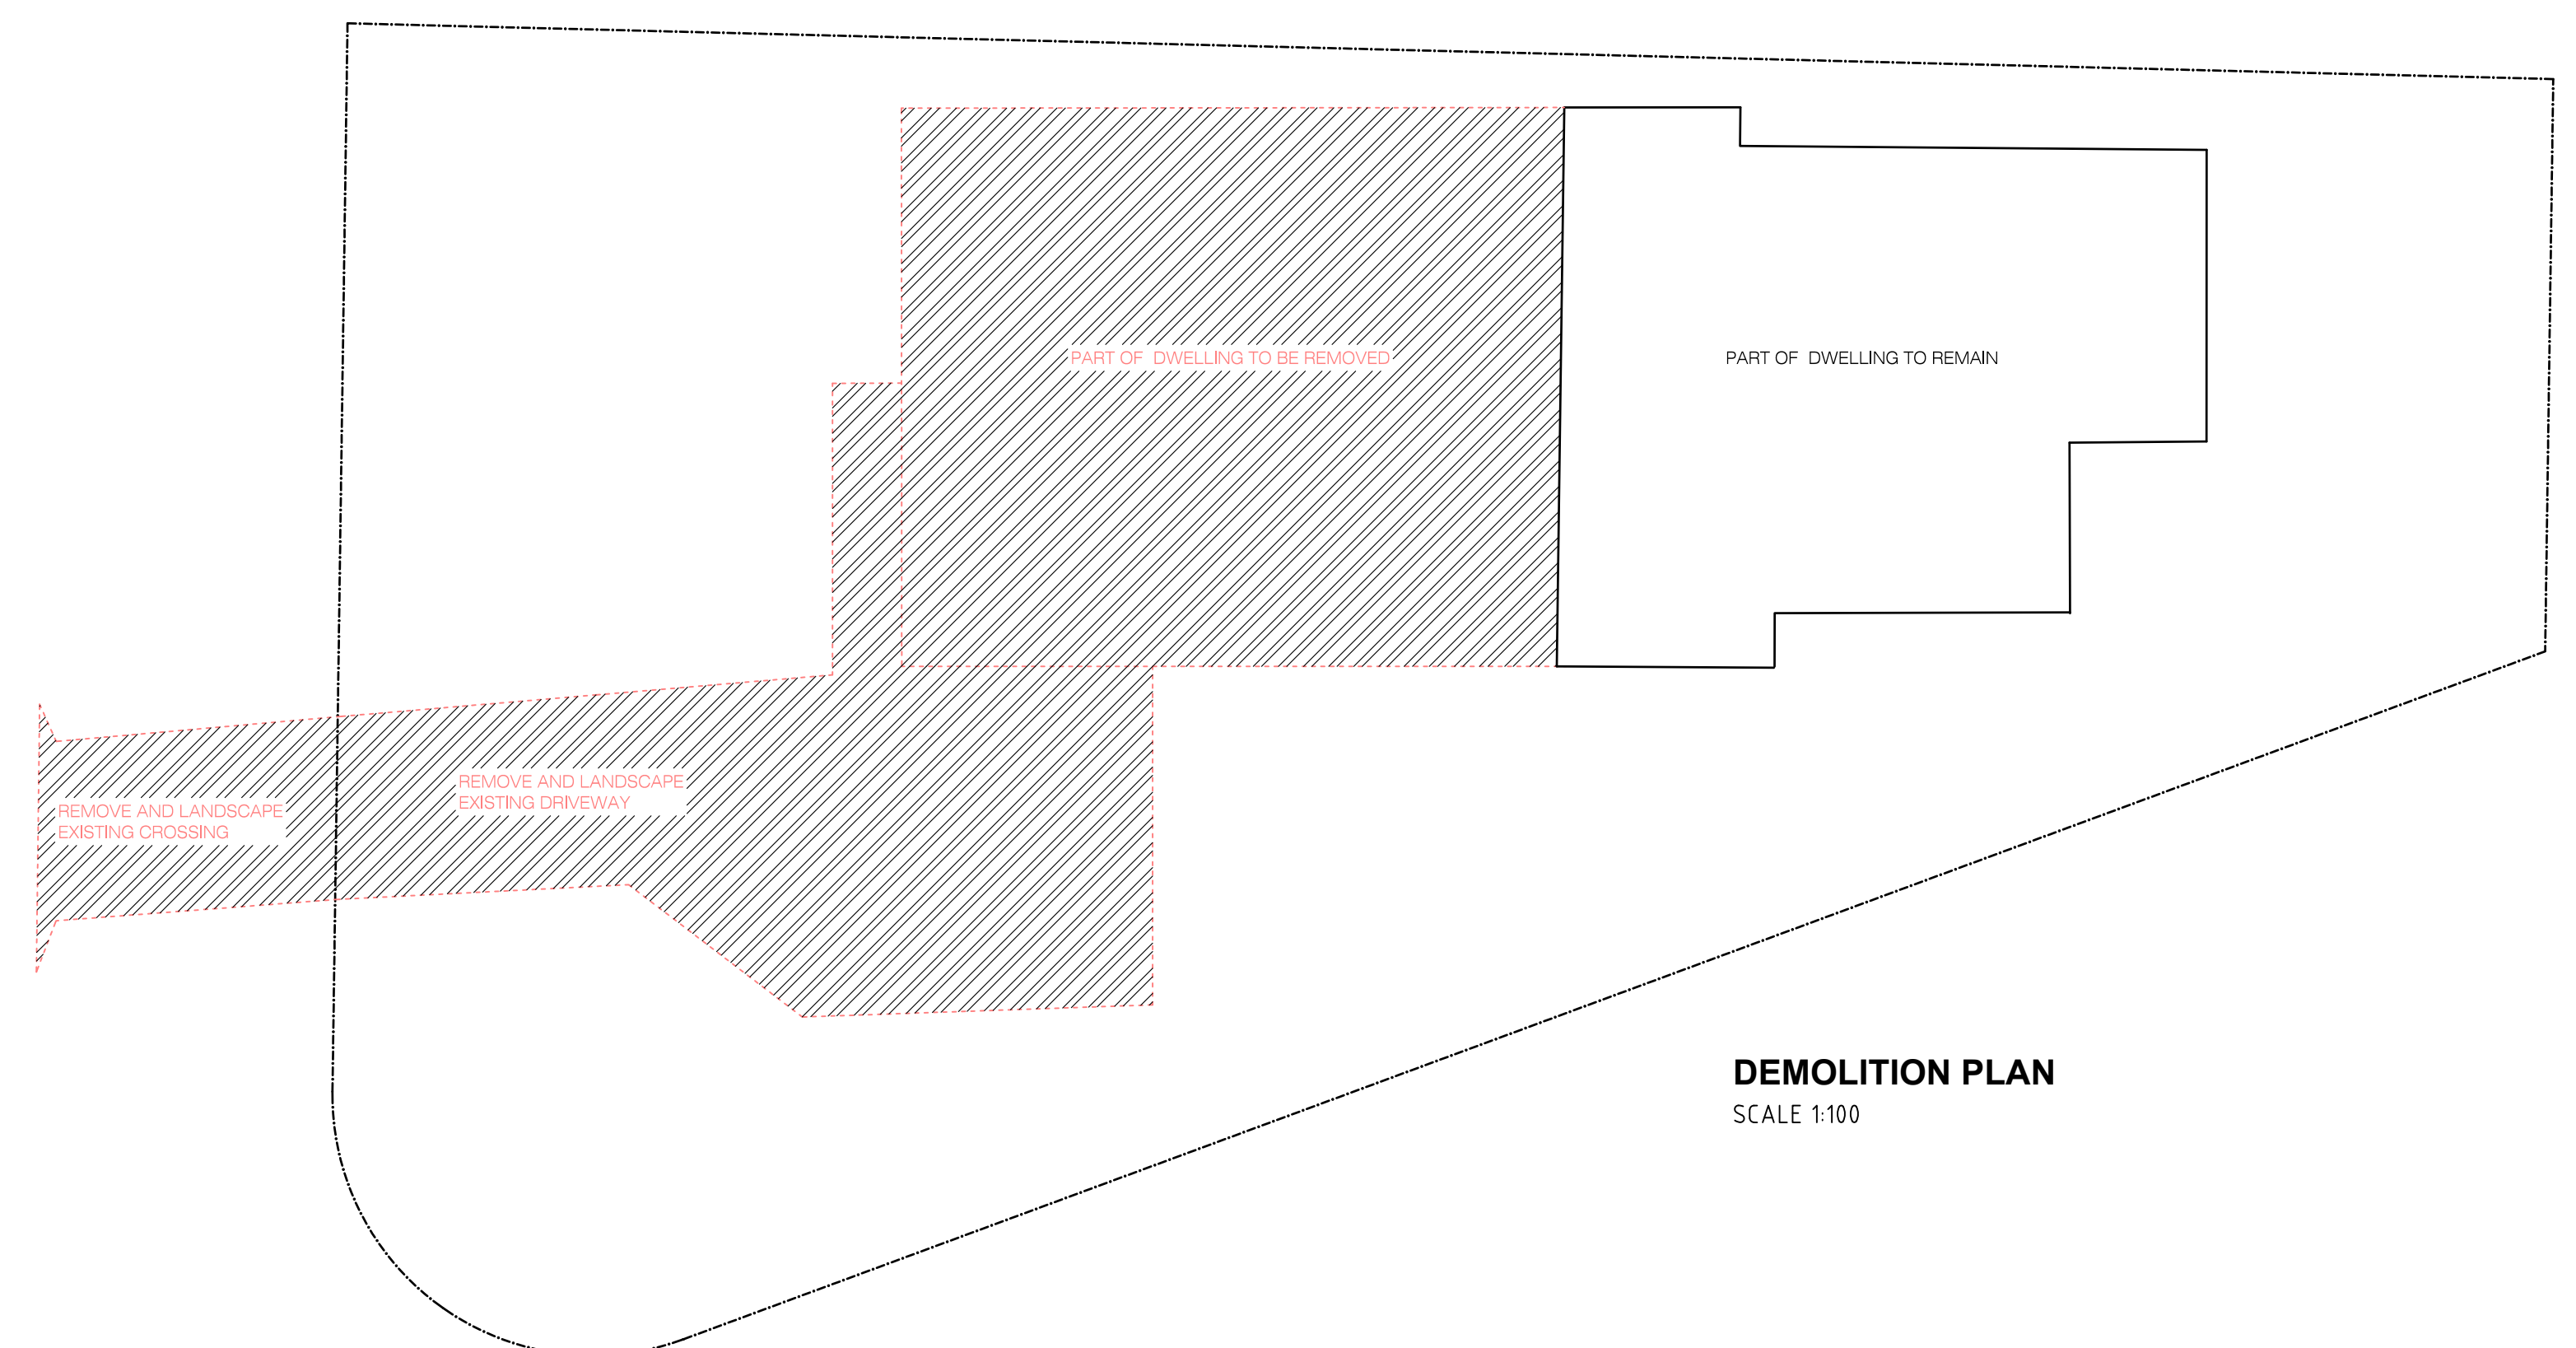 PART OF DWELLING TO BE REMOVED
PART OF DWELLING TO REMAIN
REMOVE AND LANDSCAPE
EXISTING DRIVEWAY
REMOVE AND LANDSCAPE
EXISTING CROSSING
DEMOLITION PLAN
SCALE 1:100